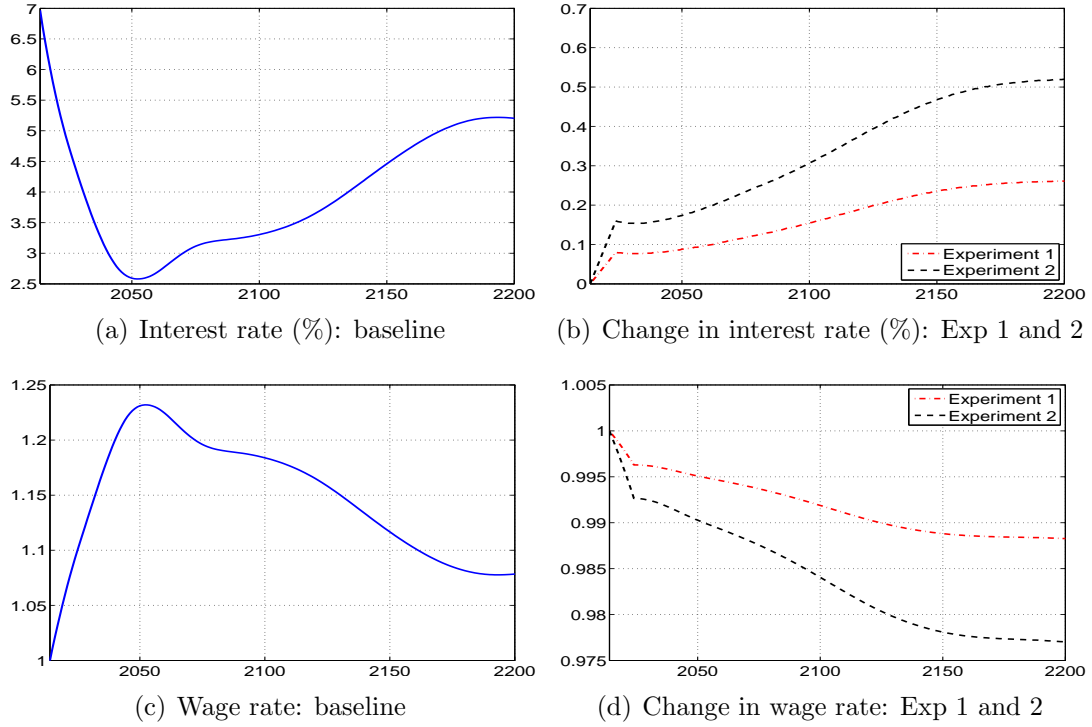 7
6.5
6
5.5
5
4.5
4
3.5
3
2.5
2050 2100 2150 2200
(a) Interest rate (%): baseline
0.7
0.6
0.5
0.4
0.3
0.2
0.1
0
2050 2100 2150 2200
Experiment 1
Experiment 2
(b) Change in interest rate (%): Exp 1 and 2
1.25
1.2
1.15
1.1
1.05
1
2050 2100 2150 2200
(c) Wage rate: baseline
1.005
1
0.995
0.99
0.985
0.98
0.975
2050 2100 2150 2200
Experiment 1
Experiment 2
(d) Change in wage rate: Exp 1 and 2